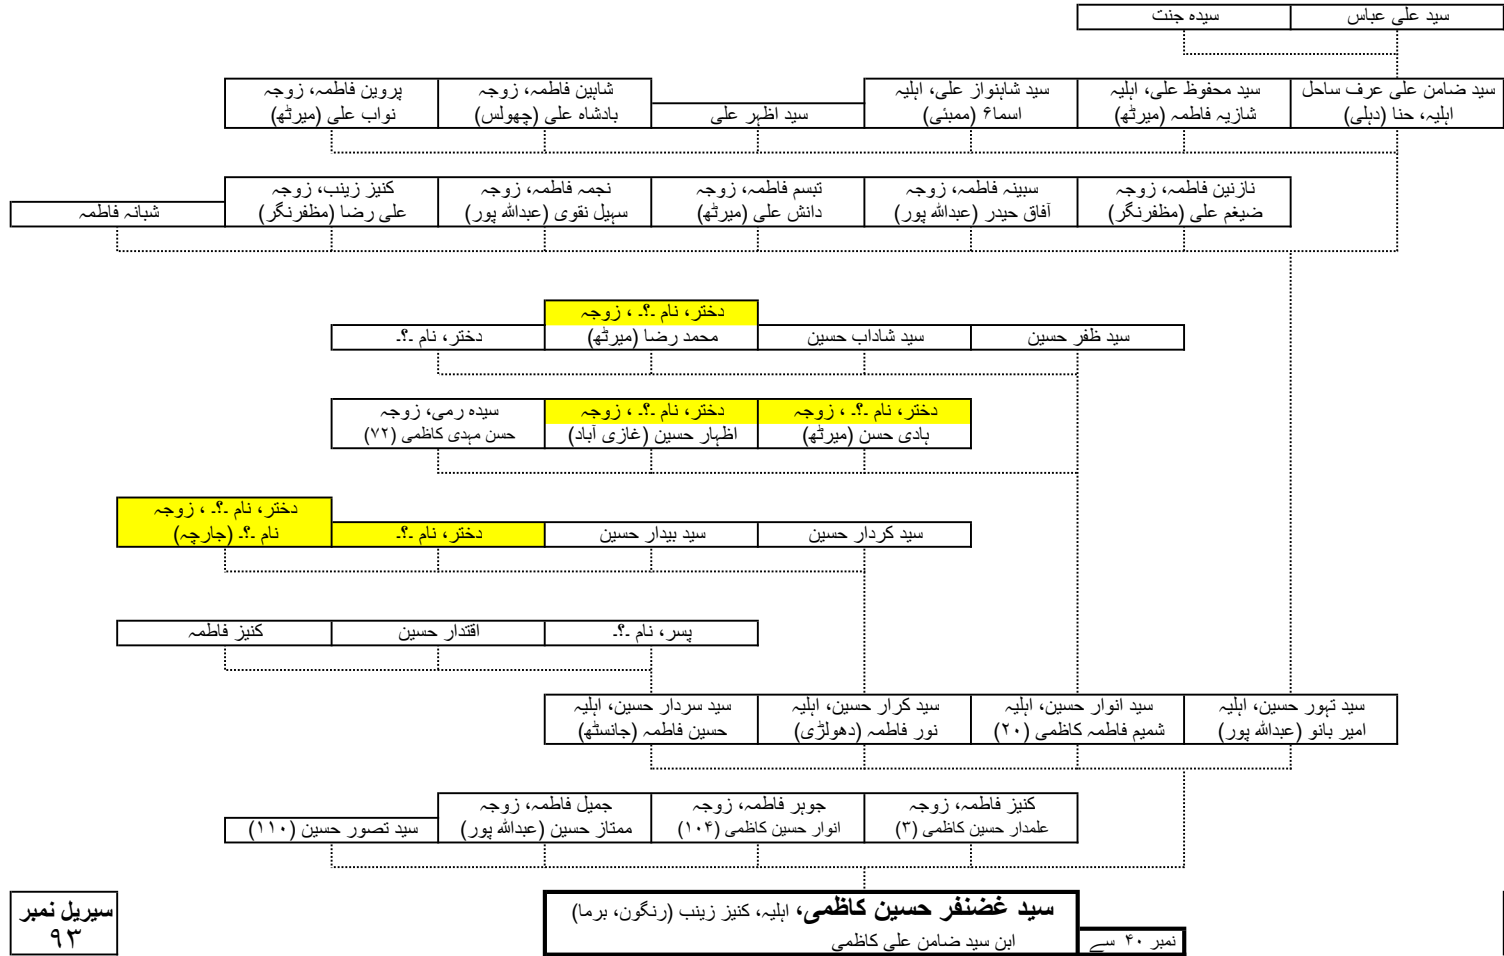 سید علی عباس
سیدہ جنت
سید ضامن علی عرف ساحل
اہلیہ، حنا (دہلی)
سید محفوظ علی، اہلیہ
شازیہ فاطمہ (میرٹھ)
سید شاہنواز علی، اہلیہ
اسماء (ممبئی)
سید اظہر علی
شاہین فاطمہ، زوجہ
بادشاہ علی (چھولس)
پروین فاطمہ، زوجہ
نواب علی (میرٹھ)
نازنین فاطمہ، زوجہ
ضیغم علی (مظفرنگر)
سبینہ فاطمہ، زوجہ
آفاق حیدر (عبداللہ پور)
تبسم فاطمہ، زوجہ
دانش علی (میرٹھ)
نجمہ فاطمہ، زوجہ
سہیل نقوی (عبداللہ پور)
کنیز زینب، زوجہ
علی رضا (مظفرنگر)
شبانہ فاطمہ
سید ظفر حسین
سید شاداب حسین
دختر، نام ۔؟۔ ، زوجہ
محمد رضا (میرٹھ)
دختر، نام ۔؟۔
دختر، نام ۔؟۔ ، زوجہ
ہادی حسن (میرٹھ)
دختر، نام ۔؟۔ ، زوجہ
اظہار حسین (غازی آباد)
سیدہ رمی، زوجہ
حسن مہدی کاظمی (۷۲)
سید کردار حسین
سید بیدار حسین
دختر، نام ۔؟۔
دختر، نام ۔؟۔ ، زوجہ
نام ۔؟۔ (جارچہ)
پسر، نام ۔؟۔
اقتدار حسین
کنیز فاطمہ
سید تہور حسین، اہلیہ
امیر بانو (عبداللہ پور)
سید انوار حسین، اہلیہ
شمیم فاطمہ کاظمی (۲۰)
سید کرار حسین، اہلیہ
نور فاطمہ (دھولڑی)
سید سردار حسین، اہلیہ
حسین فاطمہ (جانسٹھ)
کنیز فاطمہ، زوجہ
علمدار حسین کاظمی (۳)
جوہر فاطمہ، زوجہ
انوار حسین کاظمی (۱۰۴)
جمیل فاطمہ، زوجہ
ممتاز حسین (عبداللہ پور)
سید تصور حسین (۱۱۰)
سید غضنفر حسین کاظمی، اہلیہ، کنیز زینب (رنگون، برما)
ابن سید ضامن علی کاظمی
نمبر ۴۰ سے
سیریل نمبر
۹۳